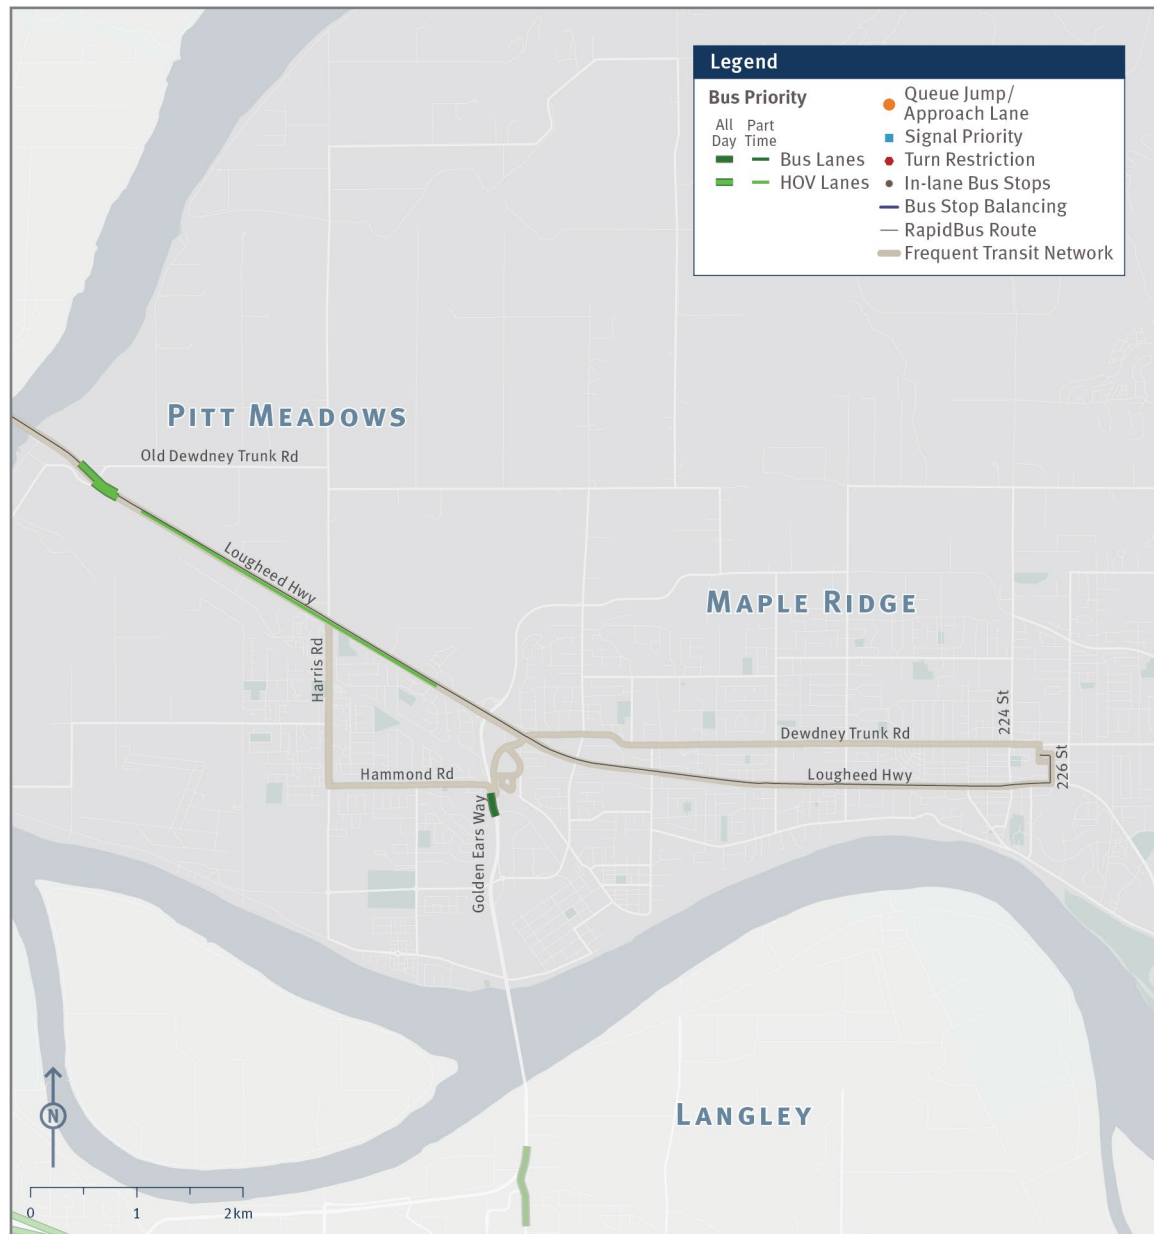 Legend
Bus Priority
All Day
Part Time
Bus Lanes
HOV Lanes
Queue Jump/
Approach Lane
Signal Priority
Turn Restriction
In-lane Bus Stops
Bus Stop Balancing
RapidBus Route
Frequent Transit Network
PITT MEADOWS
Old Dewdney Trunk Rd
Lougheed Hwy
MAPLE RIDGE
Harris Rd
224 St
Dewdney Trunk Rd
Hammond Rd
Lougheed Hwy
226 St
Golden Ears Way
LANGLEY
N
0 1 2km